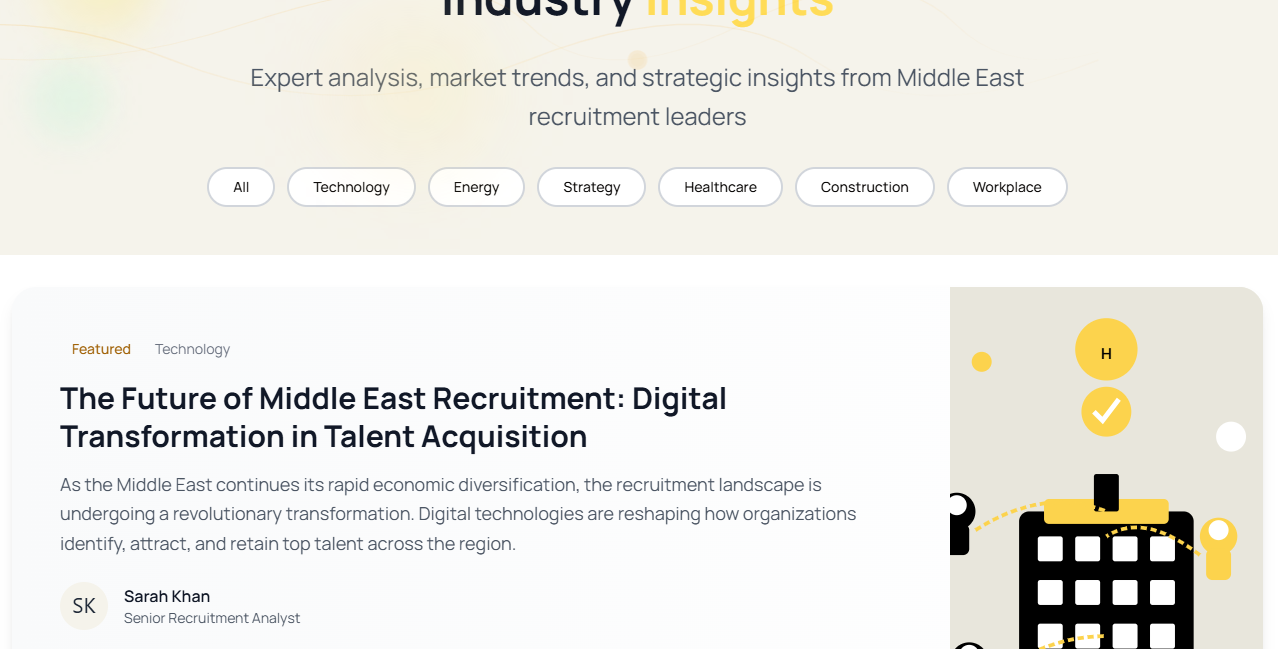 Industry Insights
Expert analysis, market trends, and strategic insights from Middle East
recruitment leaders
All
Technology
Energy
Strategy
Healthcare
Construction
Workplace
Featured
Technology
The Future of Middle East Recruitment: Digital
Transformation in Talent Acquisition
As the Middle East continues its rapid economic diversification, the recruitment landscape is
undergoing a revolutionary transformation. Digital technologies are reshaping how organizations
identify, attract, and retain top talent across the region.
SK
Sarah Khan
Senior Recruitment Analyst
H